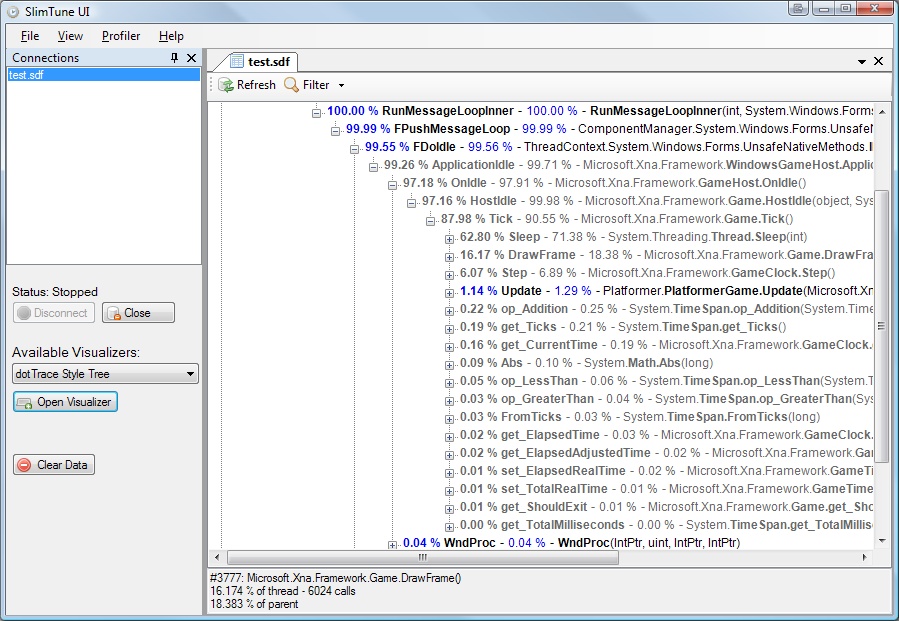 SlimTune UI
File View Profiler Help
Connections
test.sdf
test.sdf
Refresh Filter
100.00 % RunMessageLoopInner - 100.00 % - RunMessageLoopInner(int, System.Windows.Forms
99.99 % FPushMessageLoop - 99.99 % - ComponentManager.System.Windows.Forms.UnsafeN
99.55 % FDoIdle - 99.56 % - ThreadContext.System.Windows.Forms.UnsafeNativeMethods.I
99.26 % ApplicationIdle - 99.71 % - Microsoft.Xna.Framework.WindowsGameHost.Applic
97.18 % OnIdle - 97.91 % - Microsoft.Xna.Framework.GameHost.OnIdle()
97.16 % HostIdle - 99.98 % - Microsoft.Xna.Framework.Game.HostIdle(object, Sys
87.98 % Tick - 90.55 % - Microsoft.Xna.Framework.Game.Tick()
62.80 % Sleep - 71.38 % - System.Threading.Thread.Sleep(int)
16.17 % DrawFrame - 18.38 % - Microsoft.Xna.Framework.Game.DrawFra
6.07 % Step - 6.89 % - Microsoft.Xna.Framework.GameClock.Step()
1.14 % Update - 1.29 % - Platformer.PlatformerGame.Update(Microsoft.Xn
0.22 % op_Addition - 0.25 % - System.TimeSpan.op_Addition(System.Time
0.19 % get_Ticks - 0.21 % - System.TimeSpan.get_Ticks()
0.16 % get_CurrentTime - 0.19 % - Microsoft.Xna.Framework.GameClock.
0.09 % Abs - 0.10 % - System.Math.Abs(long)
0.05 % op_LessThan - 0.06 % - System.TimeSpan.op_LessThan(System.T
0.03 % op_GreaterThan - 0.04 % - System.TimeSpan.op_GreaterThan(Sys
0.03 % FromTicks - 0.03 % - System.TimeSpan.FromTicks(long)
0.02 % get_ElapsedTime - 0.03 % - Microsoft.Xna.Framework.GameClock.
0.02 % get_ElapsedAdjustedTime - 0.02 % - Microsoft.Xna.Framework.Gam
0.01 % set_ElapsedRealTime - 0.02 % - Microsoft.Xna.Framework.GameTi
0.01 % set_TotalRealTime - 0.01 % - Microsoft.Xna.Framework.GameTime
0.01 % get_ShouldExit - 0.01 % - Microsoft.Xna.Framework.Game.get_Sho
0.00 % get_TotalMilliseconds - 0.00 % - System.TimeSpan.get_TotalMillis
0.04 % WndProc - 0.04 % - WndProc(IntPtr, uint, IntPtr, IntPtr)
Status: Stopped
Disconnect Close
Available Visualizers:
dotTrace Style Tree
Open Visualizer
Clear Data
#3777: Microsoft.Xna.Framework.Game.DrawFrame()
16.174 % of thread - 6024 calls
18.383 % of parent